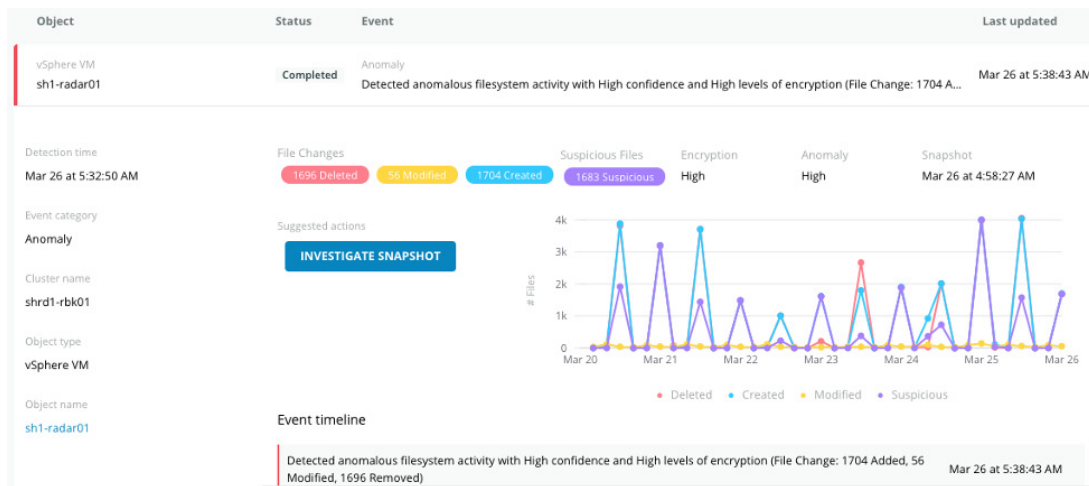 Object Status Event Last updated
vSphere VM Anomaly
sh1-radar01 Completed Detected anomalous filesystem activity with High confidence and High levels of encryption (File Change: 1704 A... Mar 26 at 5:38:43 AM
Detection time File Changes Suspicious Files Encryption Anomaly Snapshot
Mar 26 at 5:32:50 AM 1696 Deleted 56 Modified 1704 Created 1683 Suspicious High High Mar 26 at 4:58:27 AM
Event category
Anomaly
Suggested actions
INVESTIGATE SNAPSHOT
Cluster name
shrd1-rbk01
Object type
vSphere VM
Object name
sh1-radar01
# Files
4k
3k
2k
1k
0
Mar 20 Mar 21 Mar 22 Mar 23 Mar 24 Mar 25 Mar 26
Deleted Created Modified Suspicious
Event timeline
Detected anomalous filesystem activity with High confidence and High levels of encryption (File Change: 1704 Added, 56
Modified, 1696 Removed) Mar 26 at 5:38:43 AM